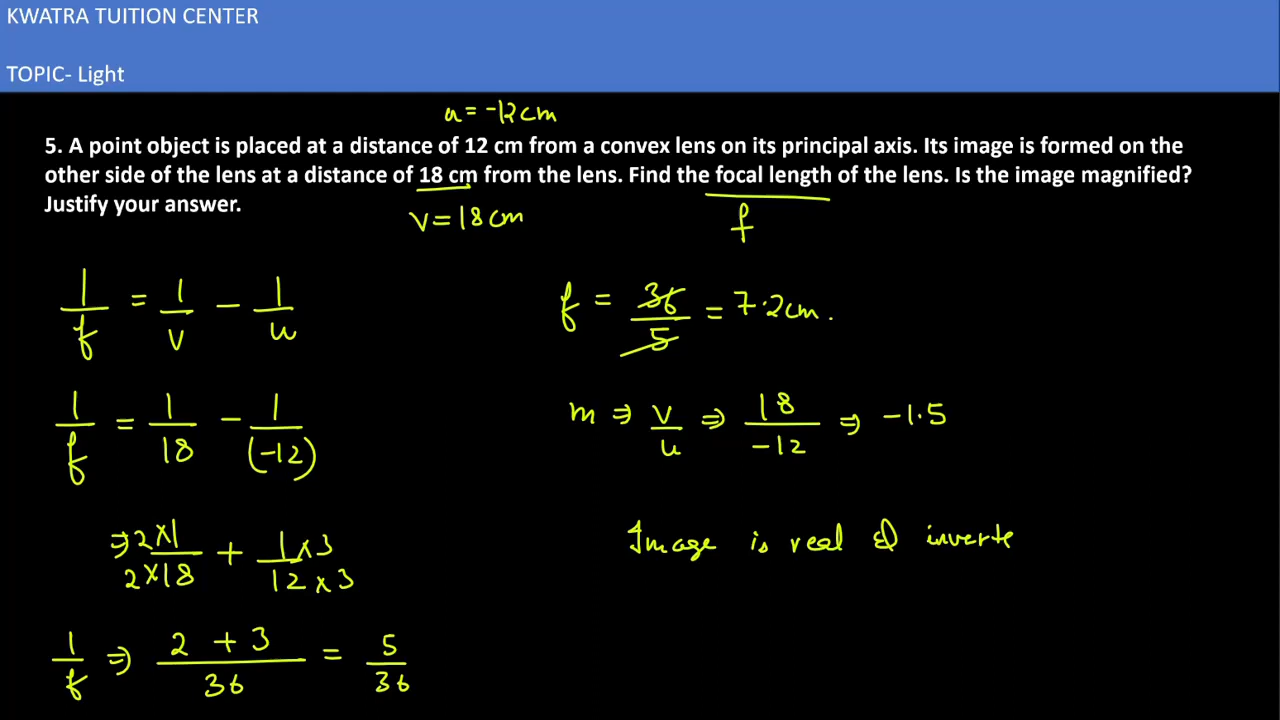 KWATRA TUITION CENTER
TOPIC- Light
u = -12cm
5. A point object is placed at a distance of 12 cm from a convex lens on its principal axis. Its image is formed on the
other side of the lens at a distance of 18 cm from the lens. Find the focal length of the lens. Is the image magnified?
Justify your answer.
v = 18cm
f
1/f = 1/v - 1/u
1/f = 1/18 - 1/(-12)
⇒ 2×1/2×18 + 1×3/12×3
1/f ⇒ 2 + 3/36 = 5/36
f = 36/5 = 7.2cm.
m ⇒ v/u ⇒ 18/-12 ⇒ -1.5
Image is real & inverte